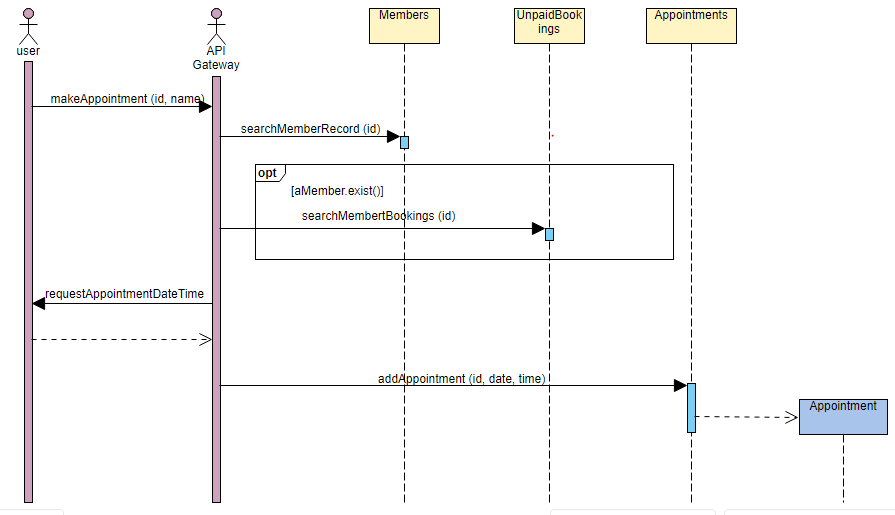 user
API
Gateway
Members
UnpaidBook
ings
Appointments
makeAppointment (id, name)
searchMemberRecord (id)
opt
[aMember.exist()]
searchMembertBookings (id)
requestAppointmentDateTime
addAppointment (id, date, time)
Appointment